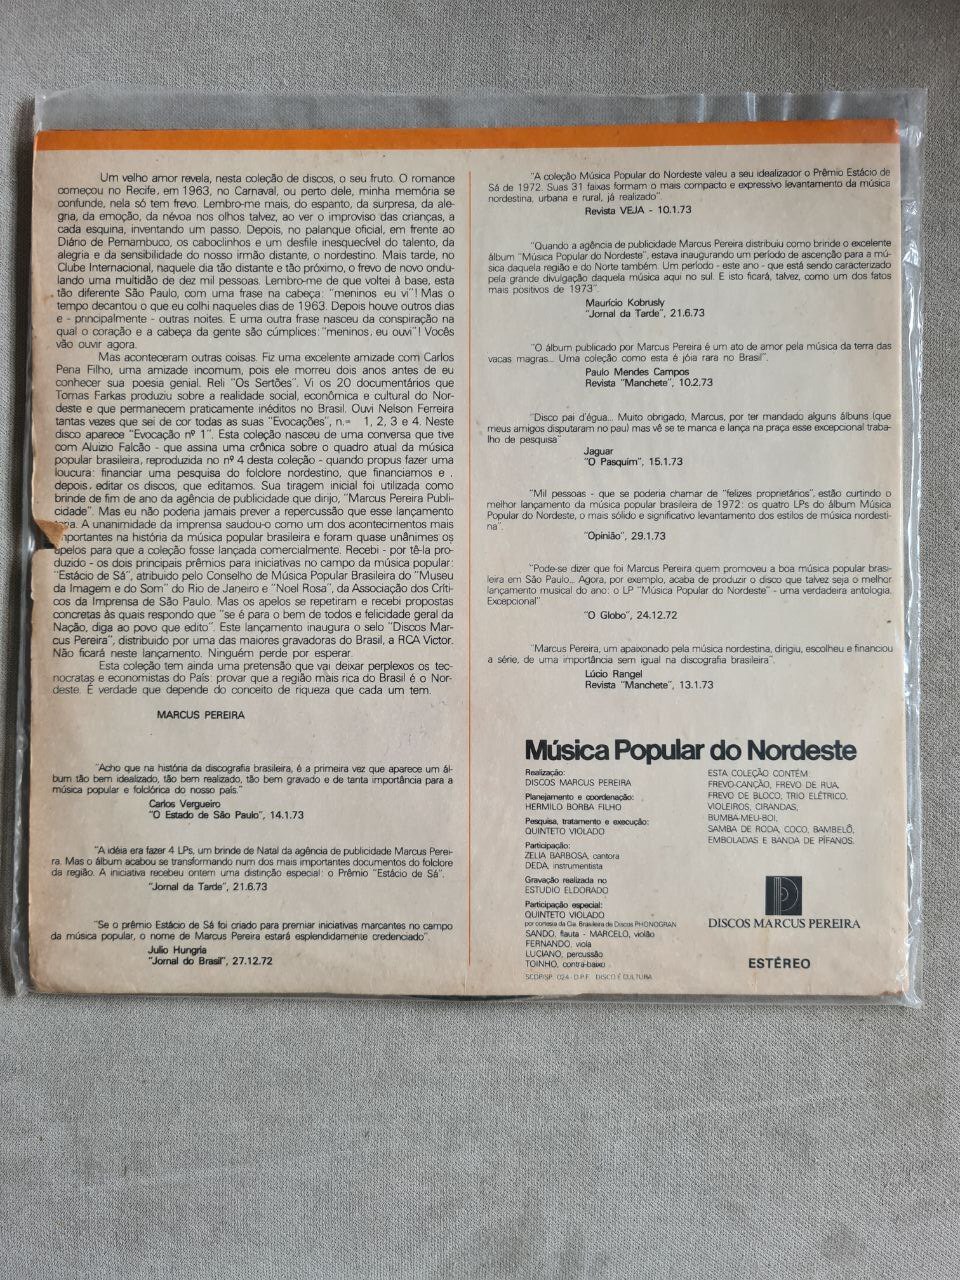 Um velho amor revela, nesta coleção de discos, o seu fruto. O romance
começou no Recife, em 1963, no Carnaval, ou perto dele, minha memória se
confunde, nela só tem frevo. Lembro-me mais, do espanto, da surpresa, da ale-
gria, da emoção, da névoa nos olhos talvez, ao ver o improviso das crianças, a
cada esquina, inventando um passo. Depois, no palanque oficial, em frente ao
Diário de Pernambuco, os caboclinhos e um desfile inesquecível do talento, da
alegria e da sensibilidade do nosso irmão distante, o nordestino. Mais tarde, no
Clube Internacional, naquele dia tão distante e tão próximo, o frevo de novo ondu-
lando uma multidão de dez mil pessoas. Lembro-me de que voltei à base, esta
tão diferente São Paulo, com uma frase na cabeça: "meninos eu vi"! Mas o
tempo decantou o que eu colhi naqueles dias de 1963. Depois houve outros dias
e - principalmente - outras noites. E uma outra frase nasceu da conspiração na
qual o coração e a cabeça da gente são cúmplices: "meninos, eu ouvi"! Vocês
vão ouvir agora.
Mas aconteceram outras coisas. Fiz uma excelente amizade com Carlos
Pena Filho, uma amizade incomum, pois ele morreu dois anos antes de eu
conhecer sua poesia genial. Reli "Os Sertões". Vi os 20 documentários que
Tomas Farkas produziu sobre a realidade social, econômica e cultural do Nor-
deste e que permanecem praticamente inéditos no Brasil. Ouvi Nelson Ferreira
tantas vezes que sei de cor todas as suas "Evocações", n.os 1, 2, 3 e 4. Neste
disco aparece "Evocação nº 1". Esta coleção nasceu de uma conversa que tive
com Aluizio Falcão - que assina uma crônica sobre o quadro atual da música
popular brasileira, reproduzida no nº 4 desta coleção - quando propus fazer uma
loucura: financiar uma pesquisa do folclore nordestino, que financiamos e
depois, editar os discos, que editamos. Sua tiragem inicial foi utilizada como
brinde de fim de ano da agência de publicidade que dirijo, "Marcus Pereira Publi-
cidade". Mas eu não poderia jamais prever a repercussão que esse lançamento
A unanimidade da imprensa saudou-o como um dos acontecimentos mais
importantes na história da música popular brasileira e foram quase unânimes os
apelos para que a coleção fosse lançada comercialmente. Recebi - por tê-la pro-
duzido - os dois principais prêmios para iniciativas no campo da música popular:
"Estácio de Sá", atribuido pelo Conselho de Música Popular Brasileira do "Museu
da Imagem e do Som" do Rio de Janeiro e "Noel Rosa", da Associação dos Críti-
cos da Imprensa de São Paulo. Mas os apelos se repetiram e recebi propostas
concretas às quais respondo que "se é para o bem de todos e felicidade geral da
Nação, diga ao povo que edito". Este lançamento inaugura o selo "Discos Mar-
cus Pereira", distribuido por uma das maiores gravadoras do Brasil, a RCA Victor.
Não ficará neste lançamento. Ninguém perde por esperar.
Esta coleção tem ainda uma pretensão que vai deixar perplexos os tec-
nocratas e economistas do País: provar que a região mais rica do Brasil é o Nor-
deste. É verdade que depende do conceito de riqueza que cada um tem.
MARCUS PEREIRA
"Acho que na história da discografia brasileira, é a primeira vez que aparece um ál-
bum tão bem idealizado, tão bem realizado, tão bem gravado e de tanta importância para a
música popular e folclórica do nosso país."
Carlos Vergueiro
"O Estado de São Paulo", 14.1.73
"A idéia era fazer 4 LPs, um brinde de Natal da agência de publicidade Marcus Perei-
ra. Mas o álbum acabou se transformando num dos mais importantes documentos do folclore
da região. A iniciativa recebeu ontem uma distinção especial: o Prêmio "Estácio de Sá".
"Jornal da Tarde", 21.6.73
"Se o prêmio Estácio de Sá foi criado para premiar iniciativas marcantes no campo
da música popular, o nome de Marcus Pereira estará esplendidamente credenciado".
Julio Hungria
"Jornal do Brasil", 27.12.72
"A coleção Música Popular do Nordeste valeu a seu idealizador o Prêmio Estácio de
Sá de 1972. Suas 31 faixas formam o mais compacto e expressivo levantamento da música
nordestina, urbana e rural, já realizado".
Revista VEJA - 10.1.73
"Quando a agência de publicidade Marcus Pereira distribuiu como brinde o excelente
álbum "Música Popular do Nordeste", estava inaugurando um período de ascenção para a mú-
sica daquela região e do Norte também. Um período - este ano - que está sendo caracterizado
pela grande divulgação daquela música aqui no sul. E isto ficará, talvez, como um dos fatos
mais positivos de 1973".
Maurício Kobrusly
"Jornal da Tarde", 21.6.73
"O álbum publicado por Marcus Pereira é um ato de amor pela música da terra das
vacas magras... Uma coleção como esta é jóia rara no Brasil".
Paulo Mendes Campos
Revista "Manchete", 10.2.73
"Disco pai d'égua... Muito obrigado, Marcus, por ter mandado alguns álbuns (que
meus amigos disputaram no pau) mas vê se te manca e lança na praça esse excepcional traba-
lho de pesquisa"
Jaguar
"O Pasquim", 15.1.73
"Mil pessoas - que se poderia chamar de "felizes proprietários", estão curtindo o
melhor lançamento da música popular brasileira de 1972: os quatro LPs do álbum Música
Popular do Nordeste, o mais sólido e significativo levantamento dos estilos de música nordesti-
na".
"Opinião", 29.1.73
"Pode-se dizer que foi Marcus Pereira quem promoveu a boa música popular brasi-
leira em São Paulo... Agora, por exemplo, acaba de produzir o disco que talvez seja o melhor
lançamento musical do ano: o LP "Música Popular do Nordeste" - uma verdadeira antologia.
Excepcional"
"O Globo", 24.12.72
"Marcus Pereira, um apaixonado pela música nordestina, dirigiu, escolheu e financiou
a série, de uma importância sem igual na discografia brasileira".
Lúcio Rangel
Revista "Manchete", 13.1.73
Música Popular do Nordeste
Realização:
DISCOS MARCUS PEREIRA
Planejamento e coordenação:
HERMILO BORBA FILHO
Pesquisa, tratamento e execução:
QUINTETO VIOLADO
Participação:
ZELIA BARBOSA, cantora
DEDA, instrumentista
Gravação realizada no
ESTUDIO ELDORADO
Participação especial:
QUINTETO VIOLADO
por cortesia da Cia. Brasileira de Discos PHONOGRAN
SANDO, flauta - MARCELO, violão
FERNANDO, viola
LUCIANO, percussão
TOINHO, contra-baixo
SCDP/SP. 024 - D.P.F. DISCO É CULTURA
ESTA COLEÇÃO CONTÉM:
FREVO-CANÇÃO, FREVO DE RUA,
FREVO DE BLOCO, TRIO ELÉTRICO,
VIOLEIROS, CIRANDAS,
BUMBA-MEU-BOI,
SAMBA DE RODA, COCO, BAMBELÔ,
EMBOLADAS E BANDA DE PÍFANOS.
DISCOS MARCUS PEREIRA
ESTÉREO